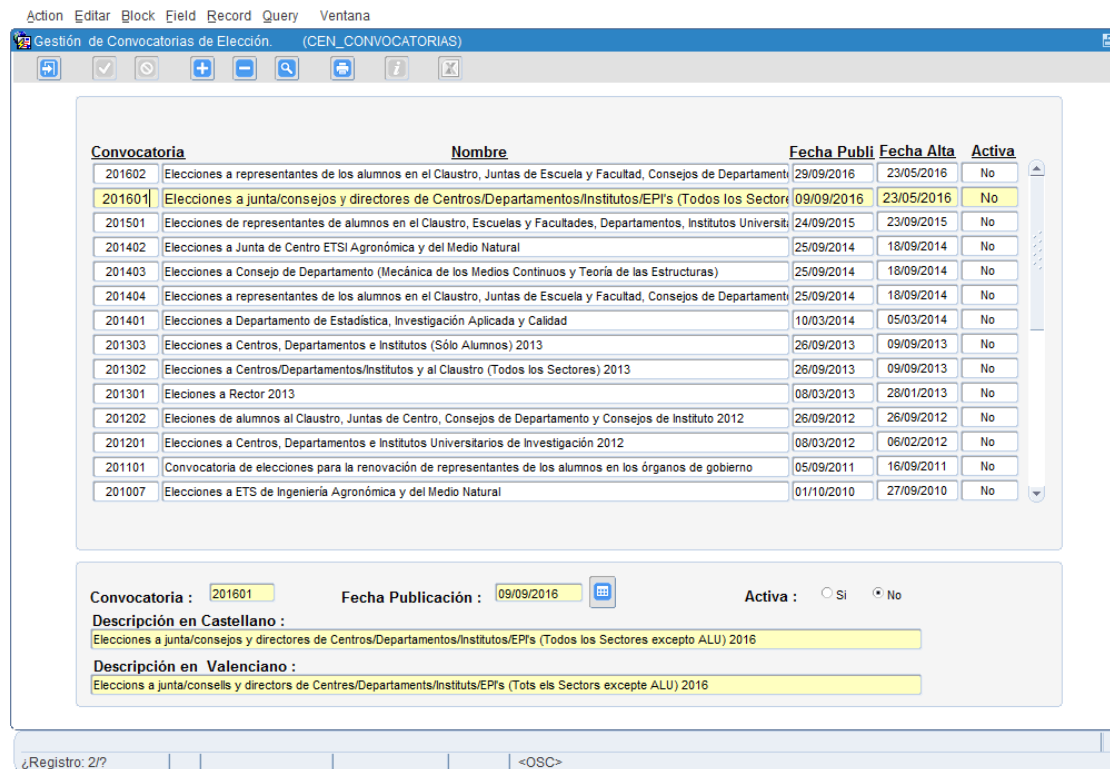 Action Editar Block Field Record Query Ventana
Gestión de Convocatorias de Elección. (CEN_CONVOCATORIAS)
Convocatoria Nombre Fecha Publi Fecha Alta Activa
201602 Elecciones a representantes de los alumnos en el Claustro, Juntas de Escuela y Facultad, Consejos de Departament 29/09/2016 23/05/2016 No
201601 Elecciones a junta/consejos y directores de Centros/Departamentos/Institutos/EPI's (Todos los Sectore 09/09/2016 23/05/2016 No
201501 Elecciones de representantes de alumnos en el Claustro, Escuelas y Facultades, Departamentos, Institutos Universit 24/09/2015 23/09/2015 No
201402 Elecciones a Junta de Centro ETSI Agronómica y del Medio Natural 25/09/2014 18/09/2014 No
201403 Elecciones a Consejo de Departamento (Mecánica de los Medios Continuos y Teoría de las Estructuras) 25/09/2014 18/09/2014 No
201404 Elecciones a representantes de los alumnos en el Claustro, Juntas de Escuela y Facultad, Consejos de Departament 25/09/2014 18/09/2014 No
201401 Elecciones a Departamento de Estadística, Investigación Aplicada y Calidad 10/03/2014 05/03/2014 No
201303 Elecciones a Centros, Departamentos e Institutos (Sólo Alumnos) 2013 26/09/2013 09/09/2013 No
201302 Elecciones a Centros/Departamentos/Institutos y al Claustro (Todos los Sectores) 2013 26/09/2013 09/09/2013 No
201301 Eleciones a Rector 2013 08/03/2013 28/01/2013 No
201202 Eleciones de alumnos al Claustro, Juntas de Centro, Consejos de Departamento y Consejos de Instituto 2012 26/09/2012 26/09/2012 No
201201 Elecciones a Centros, Departamentos e Institutos Universitarios de Investigación 2012 08/03/2012 06/02/2012 No
201101 Convocatoria de elecciones para la renovación de representantes de los alumnos en los órganos de gobierno 05/09/2011 16/09/2011 No
201007 Elecciones a ETS de Ingeniería Agronómica y del Medio Natural 01/10/2010 27/09/2010 No
Convocatoria : 201601 Fecha Publicación : 09/09/2016 Activa : Si No
Descripción en Castellano :
Elecciones a junta/consejos y directores de Centros/Departamentos/Institutos/EPI's (Todos los Sectores excepto ALU) 2016
Descripción en Valenciano :
Eleccions a junta/consells y directors de Centres/Departaments/Instituts/EPI's (Tots els Sectors excepte ALU) 2016
¿Registro: 2/? <OSC>